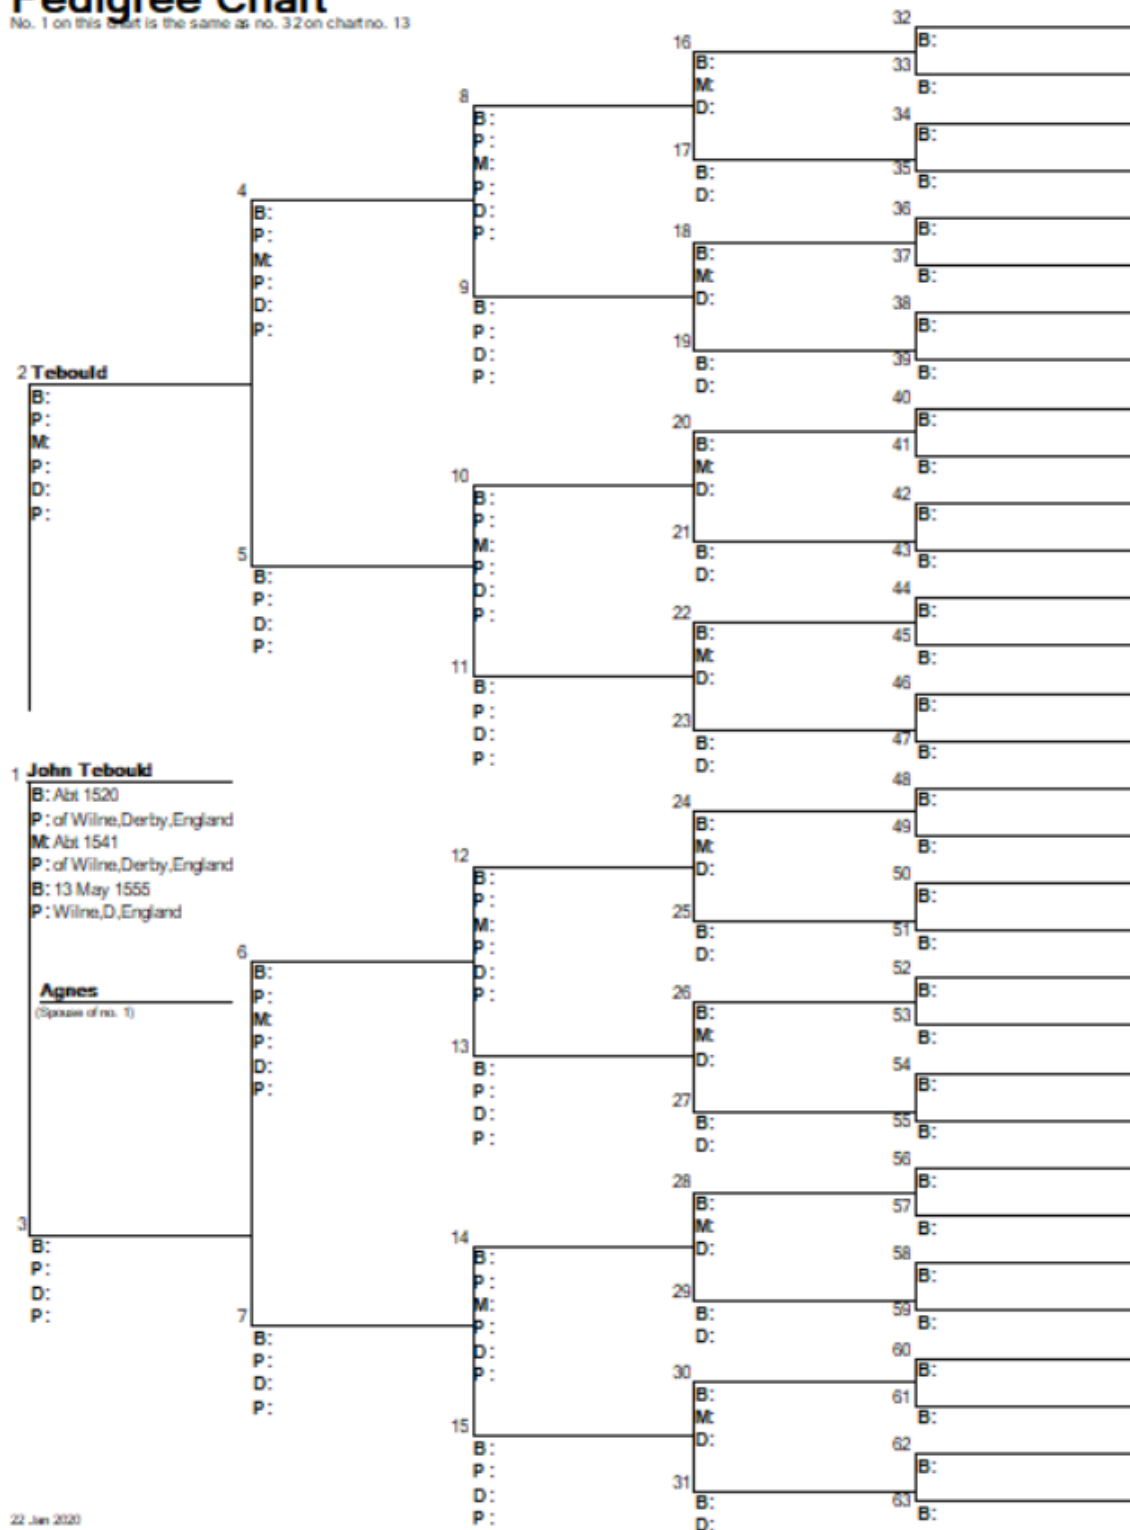 Pedigree Chart
No. 1 on this chart is the same as no. 32 on chart no. 13
2 Tebould
B:
P:
M:
P:
D:
P:
1 John Tebould
B: Abt 1520
P: of Wilne,Derby,England
M: Abt 1541
P: of Wilne,Derby,England
B: 13 May 1555
P: Wilne,D,England
Agnes
(Spouse of no. 1)
3
B:
P:
D:
P:
4
B:
P:
M:
P:
D:
P:
5
B:
P:
D:
P:
6
B:
P:
M:
P:
D:
P:
7
B:
P:
D:
P:
8
B:
P:
M:
P:
D:
P:
9
B:
P:
D:
P:
10
B:
P:
M:
P:
D:
P:
11
B:
P:
D:
P:
12
B:
P:
M:
P:
D:
P:
13
B:
P:
D:
P:
14
B:
P:
M:
P:
D:
P:
15
B:
P:
D:
P:
16
B:
M:
D:
17
B:
D:
18
B:
M:
D:
19
B:
D:
20
B:
M:
D:
21
B:
D:
22
B:
M:
D:
23
B:
D:
24
B:
M:
D:
25
B:
D:
26
B:
M:
D:
27
B:
D:
28
B:
M:
D:
29
B:
D:
30
B:
M:
D:
31
B:
D:
32
B:
33
B:
34
B:
35
B:
36
B:
37
B:
38
B:
39
B:
40
B:
41
B:
42
B:
43
B:
44
B:
45
B:
46
B:
47
B:
48
B:
49
B:
50
B:
51
B:
52
B:
53
B:
54
B:
55
B:
56
B:
57
B:
58
B:
59
B:
60
B:
61
B:
62
B:
63
B:
22 Jan 2020